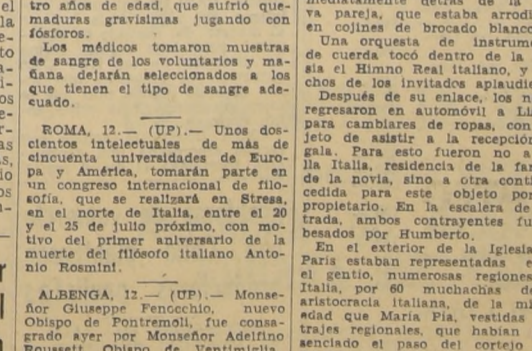 el
la
tro años de edad, que sufrió que-
maduras gravísimas jugando con
fósforos.
Los médicos tomaron muestras
de sangre de los voluntarios y ma-
ñana dejarán seleccionados a los
que tienen el tipo de sangre ade-
cuado.
ROMA, 12.— (UP).— Unos dos-
cientos intelectuales de más de
cincuenta universidades de Euro-
pa y América, tomarán parte en
un congreso internacional de filo-
sofía, que se realizará en Stresa,
en el norte de Italia, entre el 20
y el 25 de julio próximo, con mo-
tivo del primer aniversario de la
muerte del filósofo italiano Anto-
nio Rosmini.
ALBENGA, 12.— (UP).— Monse-
ñor Giuseppe Fenocchio, nuevo
Obispo de Pontremoli, fue consa-
grado ayer por Monseñor Adelfino
Obispo de Ventimiglia
mediatamente detrás de la
va pareja, que estaba arrod
en cojines de brocado blanco
Una orquesta de instrum
de cuerda tocó dentro de la
sia el Himno Real italiano, y
chos de los invitados aplaudie
Después de su enlace, los n
regresaron en automóvil a Li
para cambiarse de ropas, con
jeto de asistir a la recepción
gala. Para esto fueron no a
lla Italia, residencia de la fam
de la novia, sino a otra cont
cedida para este objeto por
propietario. En la escalera de
trada, ambos contrayentes fu
besados por Humberto.
En el exterior de la Iglesia
París estaban representadas e
el gentío, numerosas regiones
Italia, por 60 muchachas de
aristocracia italiana, de la mi
edad que María Pía, vestidas
trajes regionales, que habían
senciado el paso del cortejo